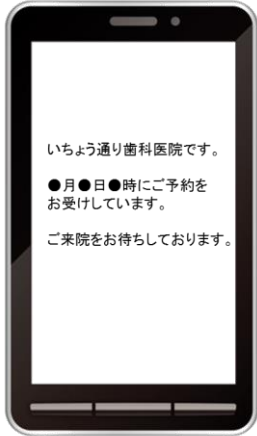 いちょう通り歯科医院です。
●月●日●時にご予約を
お受けしています。
ご来院をお待ちしております。